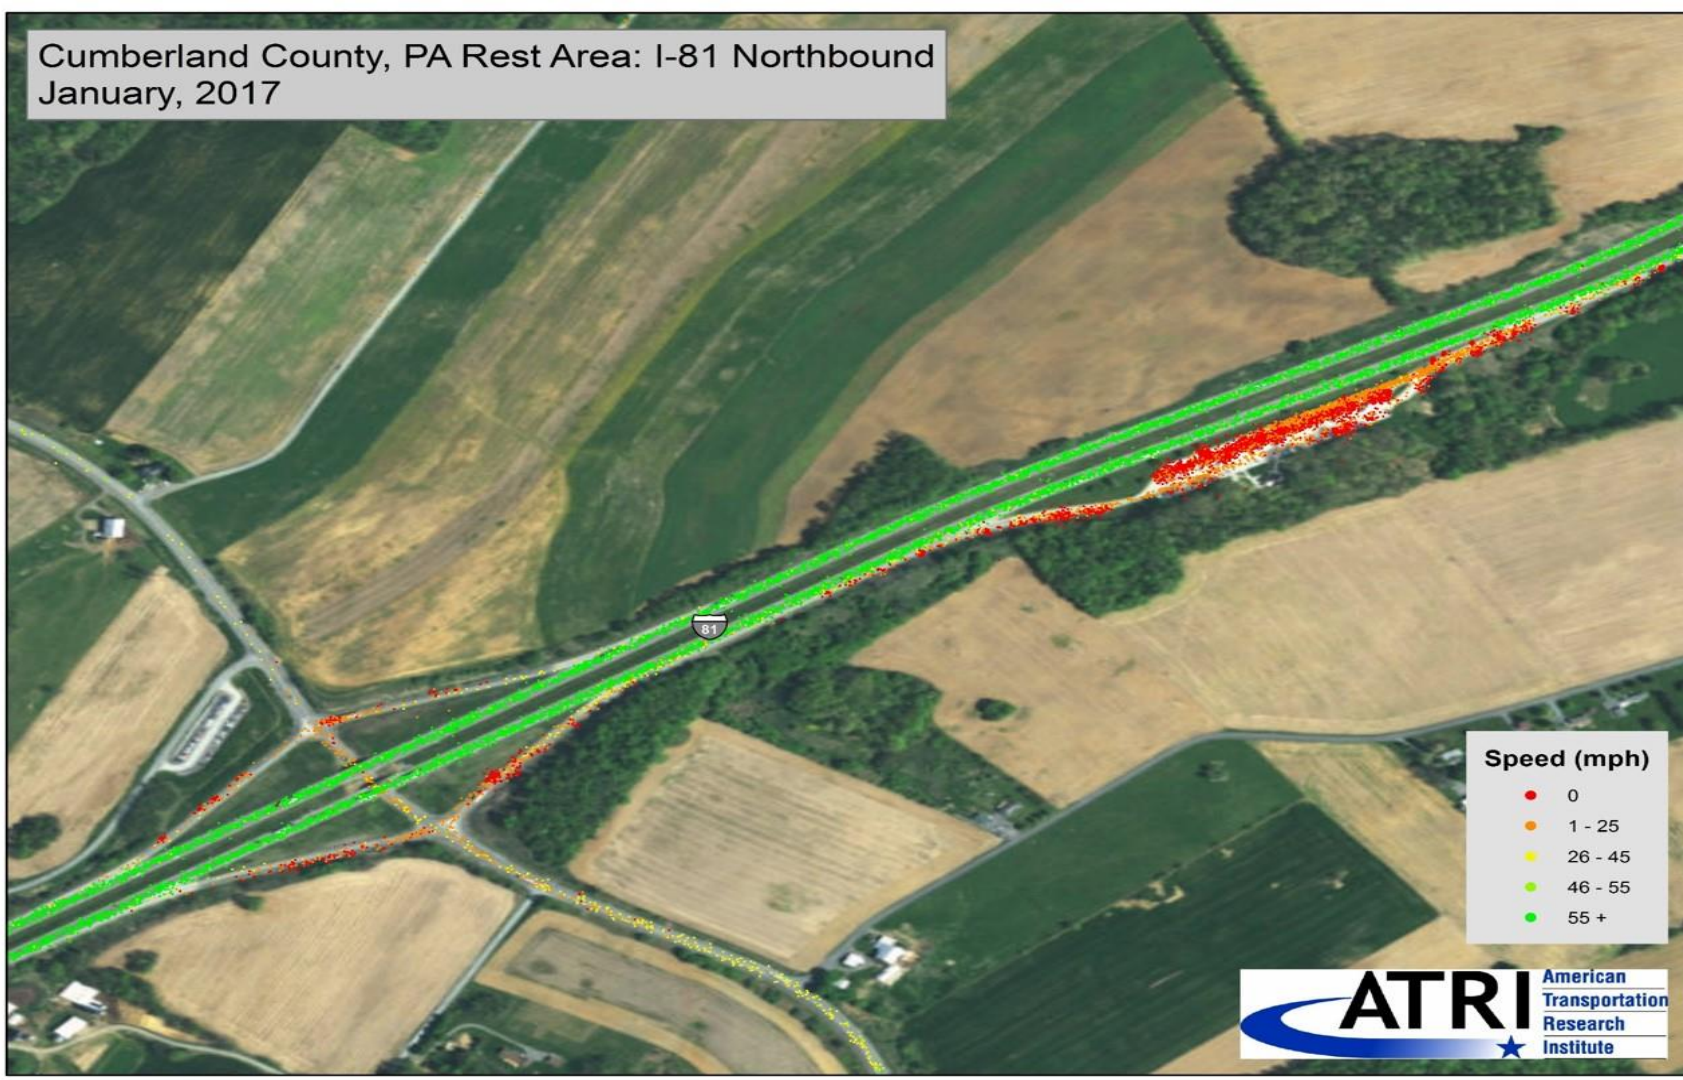 Cumberland County, PA Rest Area: I-81 Northbound
January, 2017
81
Speed (mph)
0
1 - 25
26 - 45
46 - 55
55 +
ATRI
American
Transportation
Research
Institute